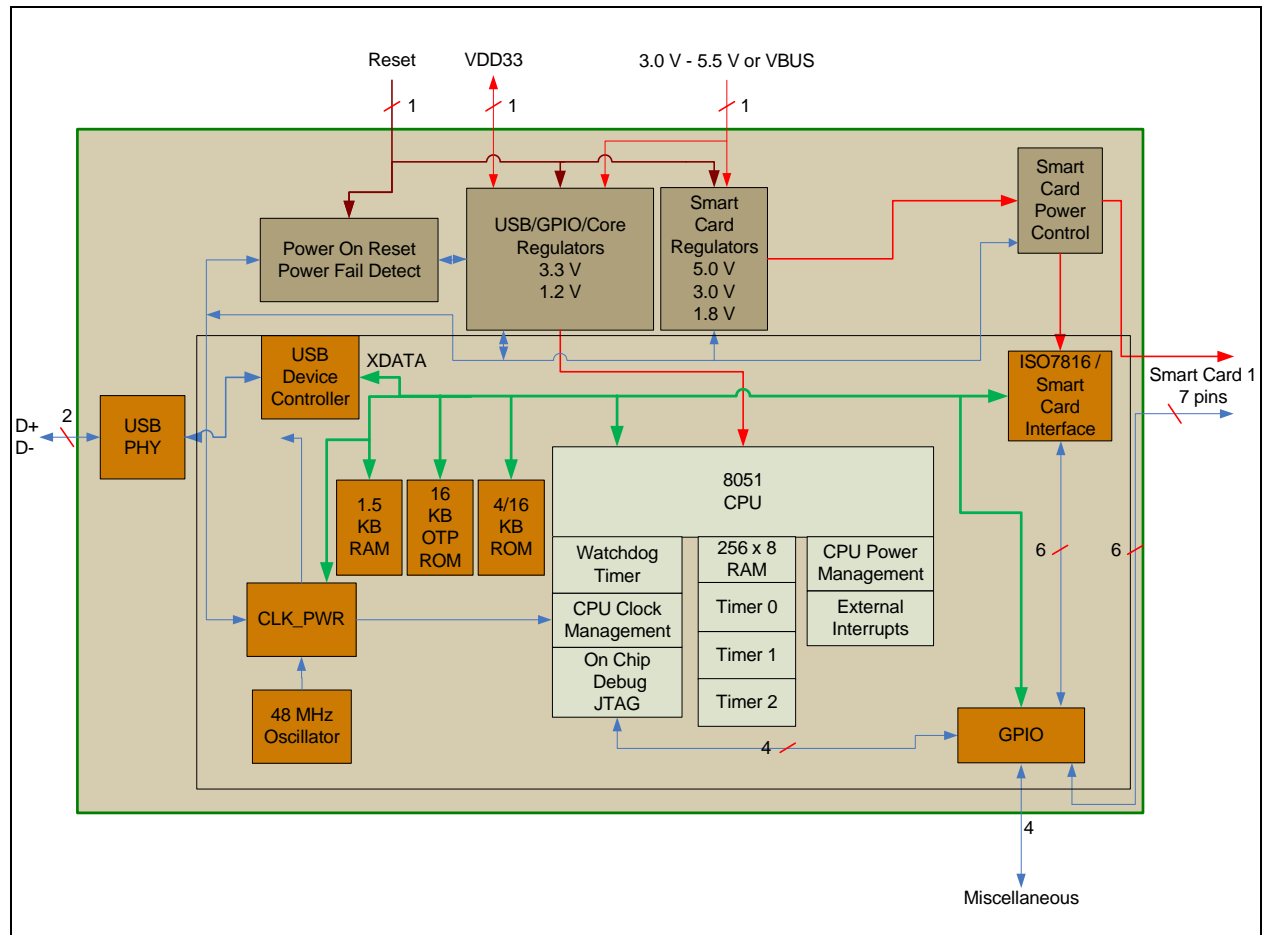 Reset
VDD33
3.0 V - 5.5 V or VBUS
1
1
1
Smart
Card
Power
Control
USB/GPIO/Core
Regulators
3.3 V
1.2 V
Smart
Card
Regulators
5.0 V
3.0 V
1.8 V
Power On Reset
Power Fail Detect
USB
Device
Controller
XDATA
ISO7816 /
Smart
Card
Interface
Smart Card 1
7 pins
D+
D-
2
USB
PHY
1.5
KB
RAM
16
KB
OTP
ROM
4/16
KB
ROM
8051
CPU
Watchdog
Timer
256 x 8
RAM
CPU Power
Management
6
6
CLK_PWR
CPU Clock
Management
Timer 0
External
Interrupts
On Chip
Debug
JTAG
Timer 1
Timer 2
48 MHz
Oscillator
GPIO
4
4
Miscellaneous